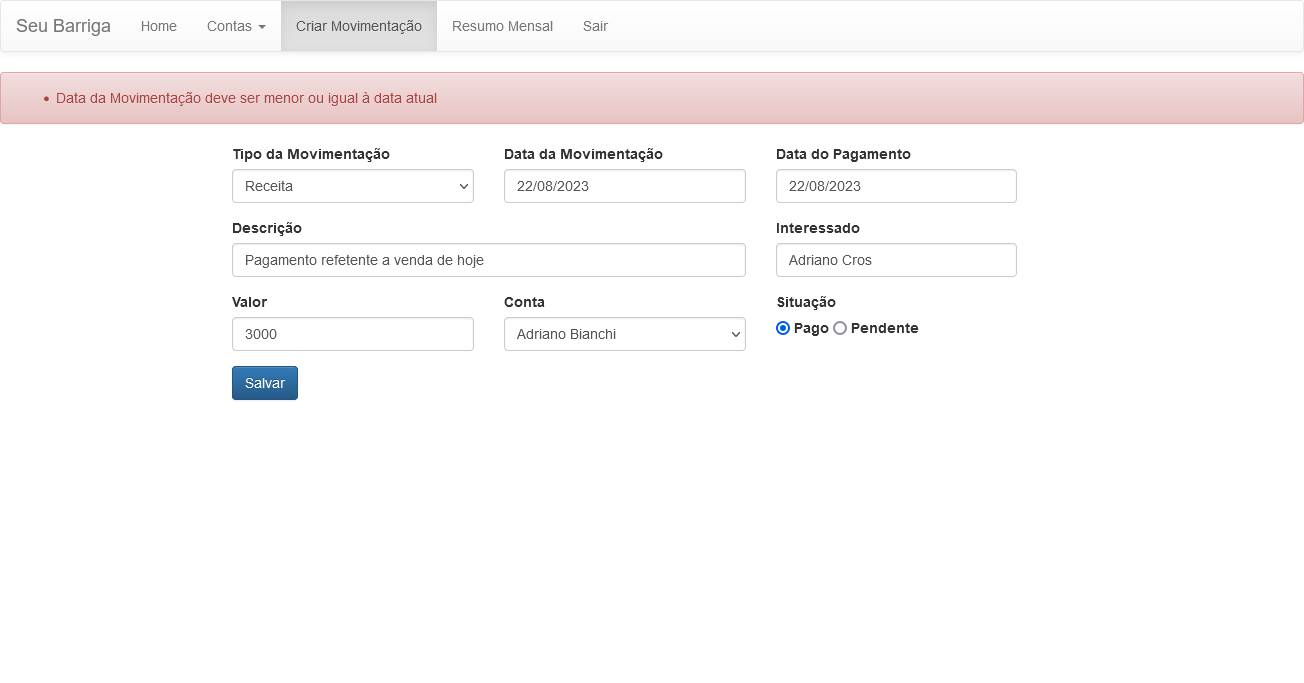 Seu Barriga Home Contas Criar Movimentação Resumo Mensal Sair
Data da Movimentação deve ser menor ou igual à data atual
Tipo da Movimentação Data da Movimentação Data do Pagamento
Receita 22/08/2023 22/08/2023
Descrição Interessado
Pagamento refetente a venda de hoje Adriano Cros
Valor Conta Situação
3000 Adriano Bianchi Pago Pendente
Salvar